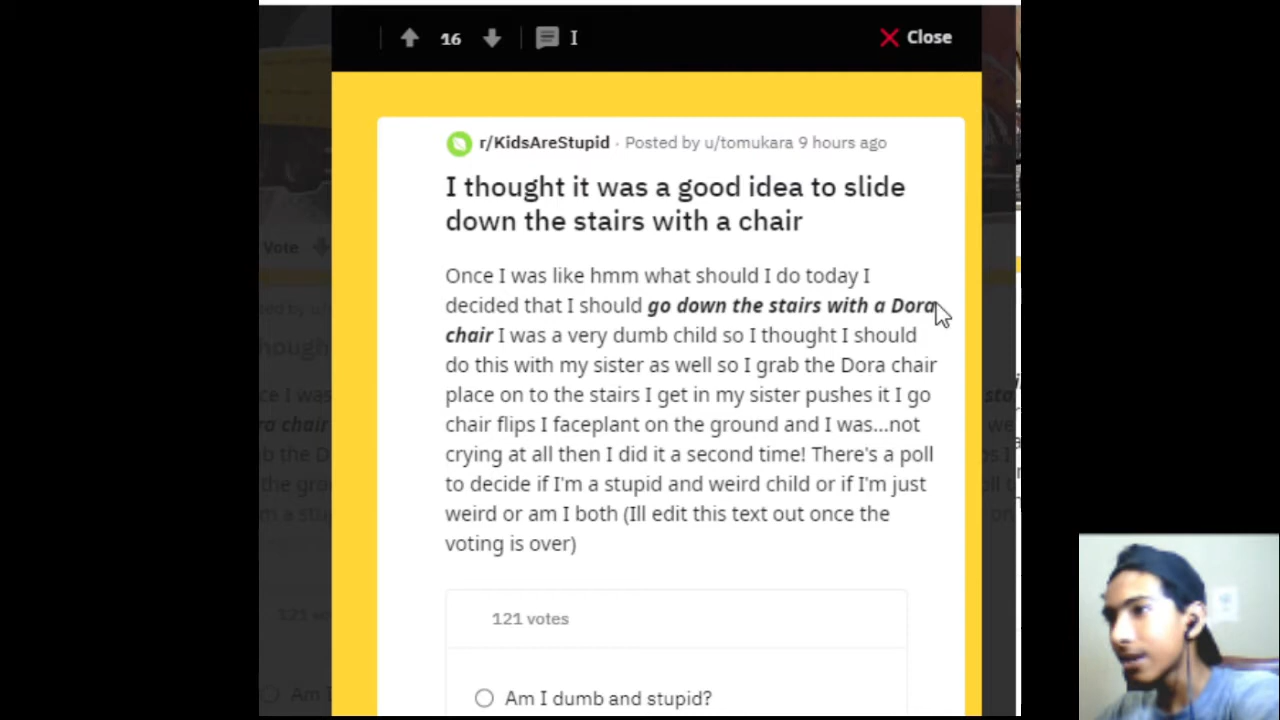 16 I Close
r/KidsAreStupid · Posted by u/tomukara 9 hours ago
I thought it was a good idea to slide
down the stairs with a chair
Once I was like hmm what should I do today I
decided that I should go down the stairs with a Dora
chair I was a very dumb child so I thought I should
do this with my sister as well so I grab the Dora chair
place on to the stairs I get in my sister pushes it I go
chair flips I faceplant on the ground and I was...not
crying at all then I did it a second time! There's a poll
to decide if I'm a stupid and weird child or if I'm just
weird or am I both (Ill edit this text out once the
voting is over)
121 votes
Am I dumb and stupid?
Vote